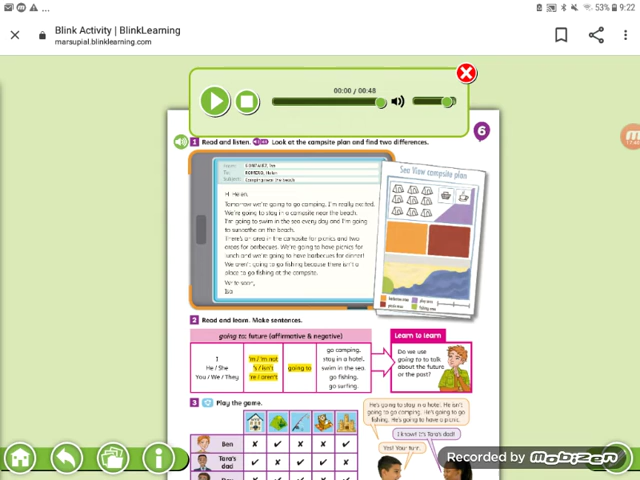 53% 9:22
Blink Activity | BlinkLearning
marsupial.blinklearning.com
00:00 / 00:48
6
1 Read and listen. Look at the campsite plan and find two differences.
Hi Helen,
Tomorrow we're going to go camping. I'm really excited.
We're going to stay in a campsite near the beach.
I'm going to swim in the sea every day and I'm going
to sunbathe on the beach.
There's an area in the campsite for picnics and two
areas for barbecues. We're going to have picnics for
lunch and we're going to have barbecues for dinner!
We aren't going to go fishing because there isn't a
place to go fishing at the campsite.
Write soon,
Isa
Sea View campsite plan
2 Read and learn. Make sentences.
going to: future (affirmative & negative)
I
He / She
You / We / They
'm / 'm not
's / isn't
're / aren't
going to
go camping.
stay in a hotel.
swim in the sea.
go fishing.
go surfing.
Learn to learn
Do we use
going to to talk
about the future
or the past?
3 Play the game.
Ben
Tara's
dad
He's going to stay in a hotel. He isn't
going to go camping. He's going to go
fishing. He's going to have a picnic.
I know! It's Tara's dad!
Yes! Your turn.
Recorded by MOBIZEN